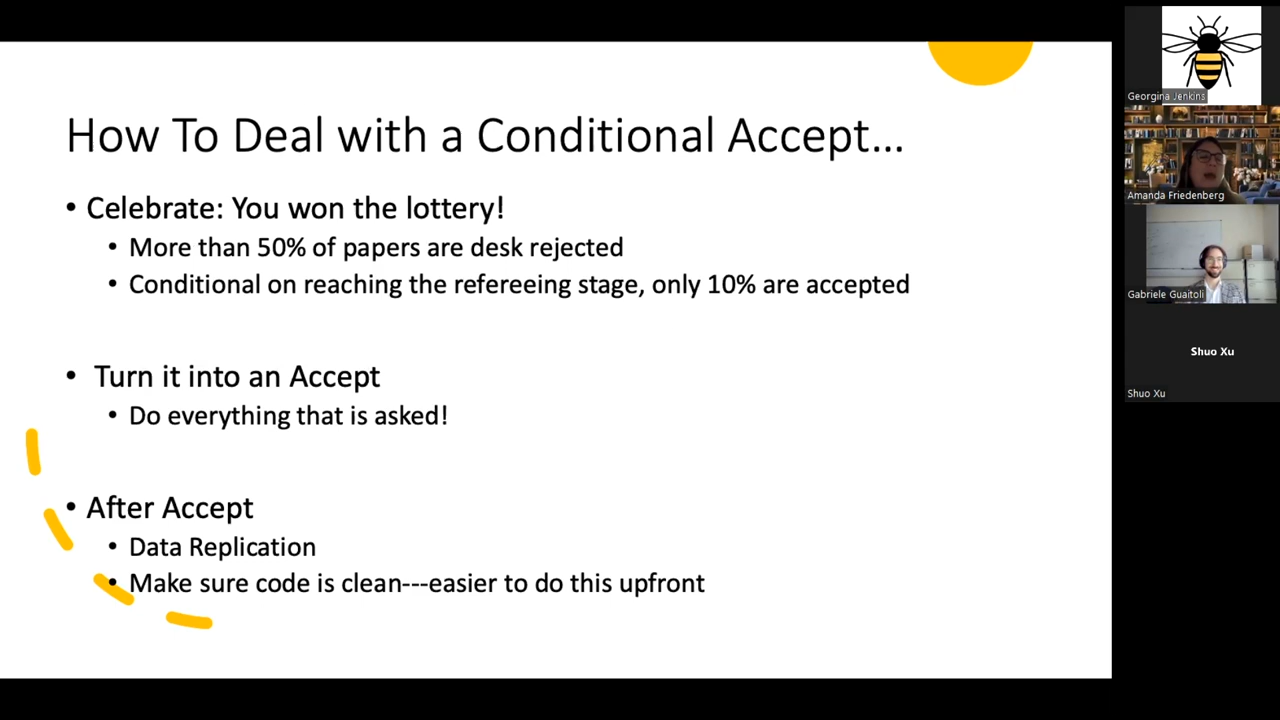 How To Deal with a Conditional Accept...
• Celebrate: You won the lottery!
• More than 50% of papers are desk rejected
• Conditional on reaching the refereeing stage, only 10% are accepted
• Turn it into an Accept
• Do everything that is asked!
• After Accept
• Data Replication
• Make sure code is clean---easier to do this upfront
Georgina Jenkins
Amanda Friedenberg
Gabriele Guaitoli
Shuo Xu
Shuo Xu